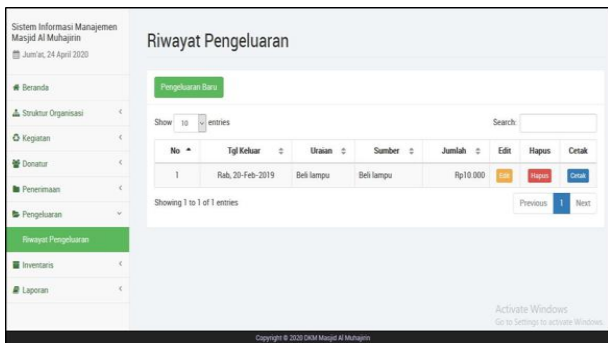 Sistem Informasi Manajemen
Masjid Al Muhajirin
Jum'at, 24 April 2020
Beranda
Struktur Organisasi
Kegiatan
Donatur
Penerimaan
Pengeluaran
Riwayat Pengeluaran
Inventaris
Laporan
Riwayat Pengeluaran
Pengeluaran Baru
Show 10 entries Search:
No Tgl Keluar Uraian Sumber Jumlah Edit Hapus Cetak
1 Rab, 20-Feb-2019 Beli lampu Beli lampu Rp10.000 Edit Hapus Cetak
Showing 1 to 1 of 1 entries Previous 1 Next
Activate Windows
Go to Settings to activate Windows.
Copyright © 2020 DKM Masjid Al Muhajirin